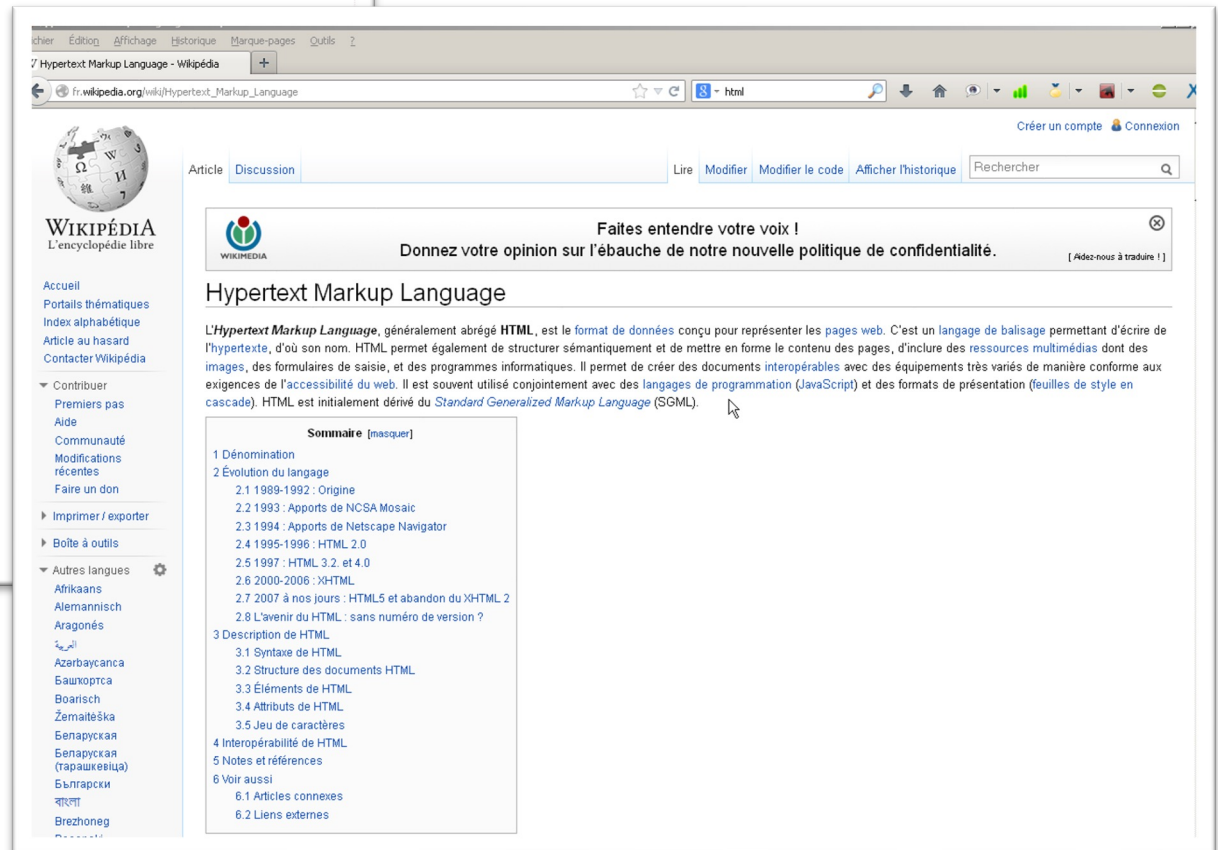 chier Édition Affichage Historique Marque-pages Outils ?
Hypertext Markup Language - Wikipédia +
fr.wikipedia.org/wiki/Hypertext_Markup_Language
8 html
Créer un compte Connexion
Article Discussion Lire Modifier Modifier le code Afficher l'historique Rechercher
Ω W И 維 7
WIKIPÉDIA
L'encyclopédie libre
WIKIMEDIA
Faites entendre votre voix !
Donnez votre opinion sur l'ébauche de notre nouvelle politique de confidentialité.
[ Aidez-nous à traduire ! ]
Accueil
Portails thématiques
Index alphabétique
Article au hasard
Contacter Wikipédia
Contribuer
Premiers pas
Aide
Communauté
Modifications
récentes
Faire un don
Imprimer / exporter
Boîte à outils
Autres langues
Afrikaans
Alemannisch
Aragonés
العربية
Azərbaycanca
Башҡортса
Boarisch
Žemaitėška
Беларуская
Беларуская
(тарашкевіца)
Български
বাংলা
Brezhoneg
Hypertext Markup Language
L'Hypertext Markup Language, généralement abrégé HTML, est le format de données conçu pour représenter les pages web. C'est un langage de balisage permettant d'écrire de
l'hypertexte, d'où son nom. HTML permet également de structurer sémantiquement et de mettre en forme le contenu des pages, d'inclure des ressources multimédias dont des
images, des formulaires de saisie, et des programmes informatiques. Il permet de créer des documents interopérables avec des équipements très variés de manière conforme aux
exigences de l'accessibilité du web. Il est souvent utilisé conjointement avec des langages de programmation (JavaScript) et des formats de présentation (feuilles de style en
cascade). HTML est initialement dérivé du Standard Generalized Markup Language (SGML).
Sommaire [masquer]
1 Dénomination
2 Évolution du langage
2.1 1989-1992 : Origine
2.2 1993 : Apports de NCSA Mosaic
2.3 1994 : Apports de Netscape Navigator
2.4 1995-1996 : HTML 2.0
2.5 1997 : HTML 3.2. et 4.0
2.6 2000-2006 : XHTML
2.7 2007 à nos jours : HTML5 et abandon du XHTML 2
2.8 L'avenir du HTML : sans numéro de version ?
3 Description de HTML
3.1 Syntaxe de HTML
3.2 Structure des documents HTML
3.3 Éléments de HTML
3.4 Attributs de HTML
3.5 Jeu de caractères
4 Interopérabilité de HTML
5 Notes et références
6 Voir aussi
6.1 Articles connexes
6.2 Liens externes